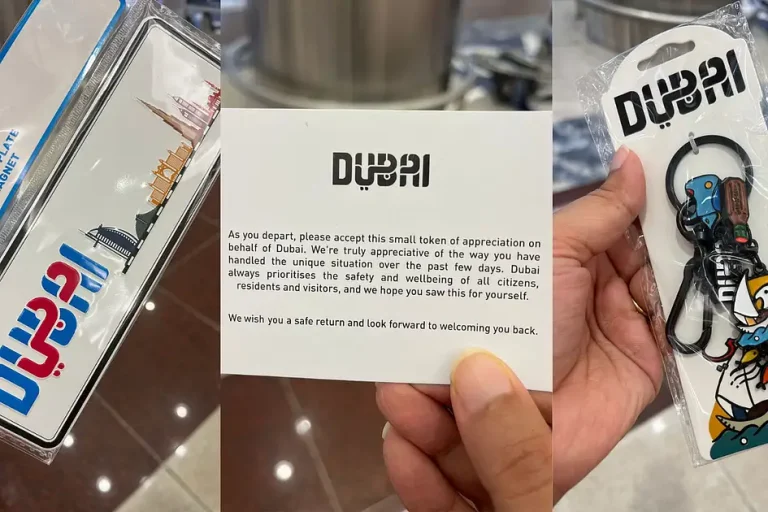 PLATE
MAGNET
DUBAI
DUBAI
As you depart, please accept this small token of appreciation on
behalf of Dubai. We're truly appreciative of the way you have
handled the unique situation over the past few days. Dubai
always prioritises the safety and wellbeing of all citizens,
residents and visitors, and we hope you saw this for yourself.
We wish you a safe return and look forward to welcoming you back.
DUBAI